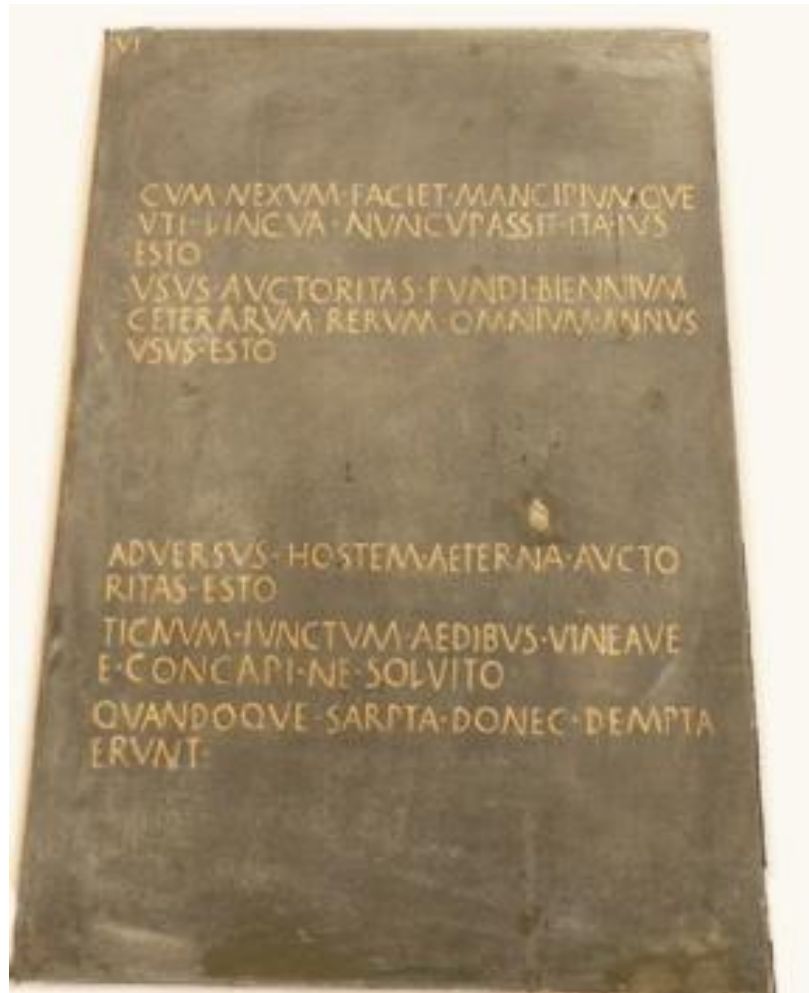 VI
CVM NEXVM·FACIET·MANCIPIVMQVE
VTI·LINGVA·NVNCVPASSIT·ITA·IVS
ESTO
VSVS·AVCTORITAS·FVNDI·BIENNIVM
CETERARVM·RERVM·OMNIVM·ANNVS
VSVS·ESTO
ADVERSVS·HOSTEM·AETERNA·AVCTO
RITAS·ESTO
TIGNVM·IVNCTVM·AEDIBVS·VINEAVE
E·CONCAPI·NE·SOLVITO
QVANDOQVE·SARPTA·DONEC·DEMPTA
ERVNT·